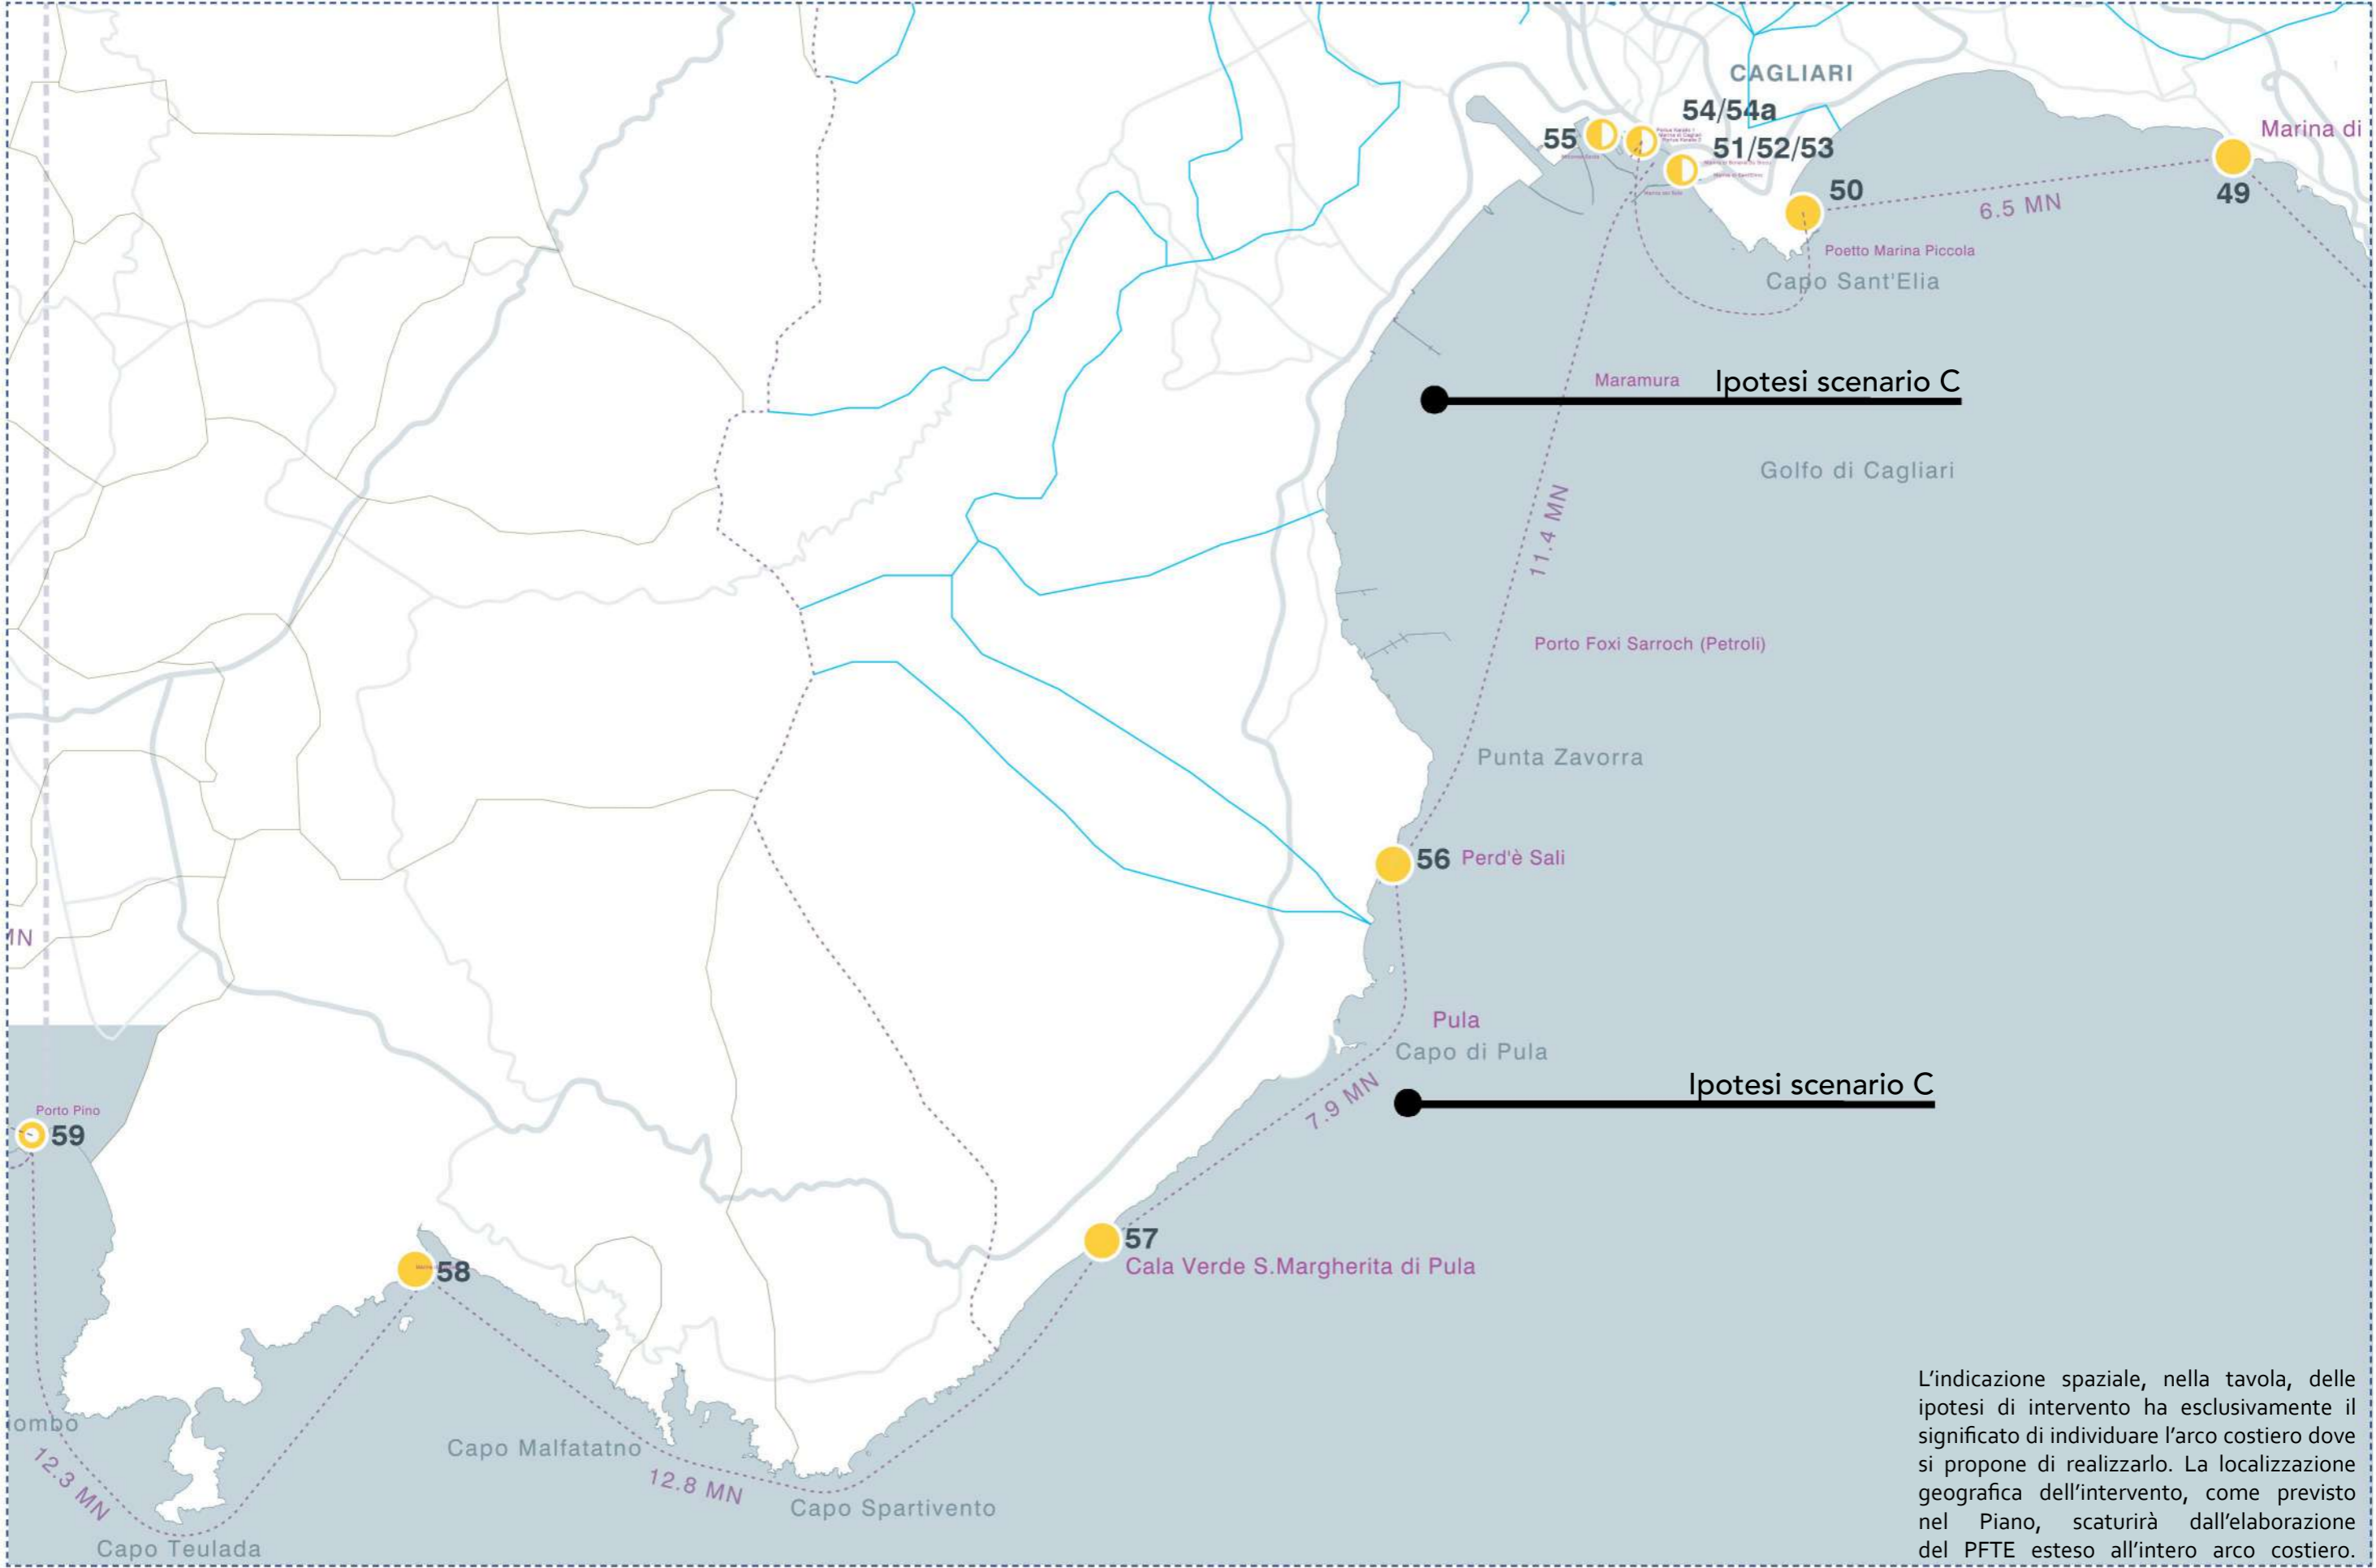 CAGLIARI
54/54a
55
51/52/53
Marina di
50
49
6.5 MN
Poetto Marina Piccola
Capo Sant'Elia
Maramura
Ipotesi scenario C
Golfo di Cagliari
11.4 MN
Porto Foxi Sarroch (Petroli)
Punta Zavorra
56 Perd'è Sali
MN
Pula
Capo di Pula
Ipotesi scenario C
7.9 MN
Porto Pino
59
57
Cala Verde S.Margherita di Pula
58
ombo
Capo Malfatatno
12.3 MN
12.8 MN
Capo Spartivento
Capo Teulada
L'indicazione spaziale, nella tavola, delle
ipotesi di intervento ha esclusivamente il
significato di individuare l'arco costiero dove
si propone di realizzarlo. La localizzazione
geografica dell'intervento, come previsto
nel Piano, scaturirà dall'elaborazione
del PFTE esteso all'intero arco costiero.